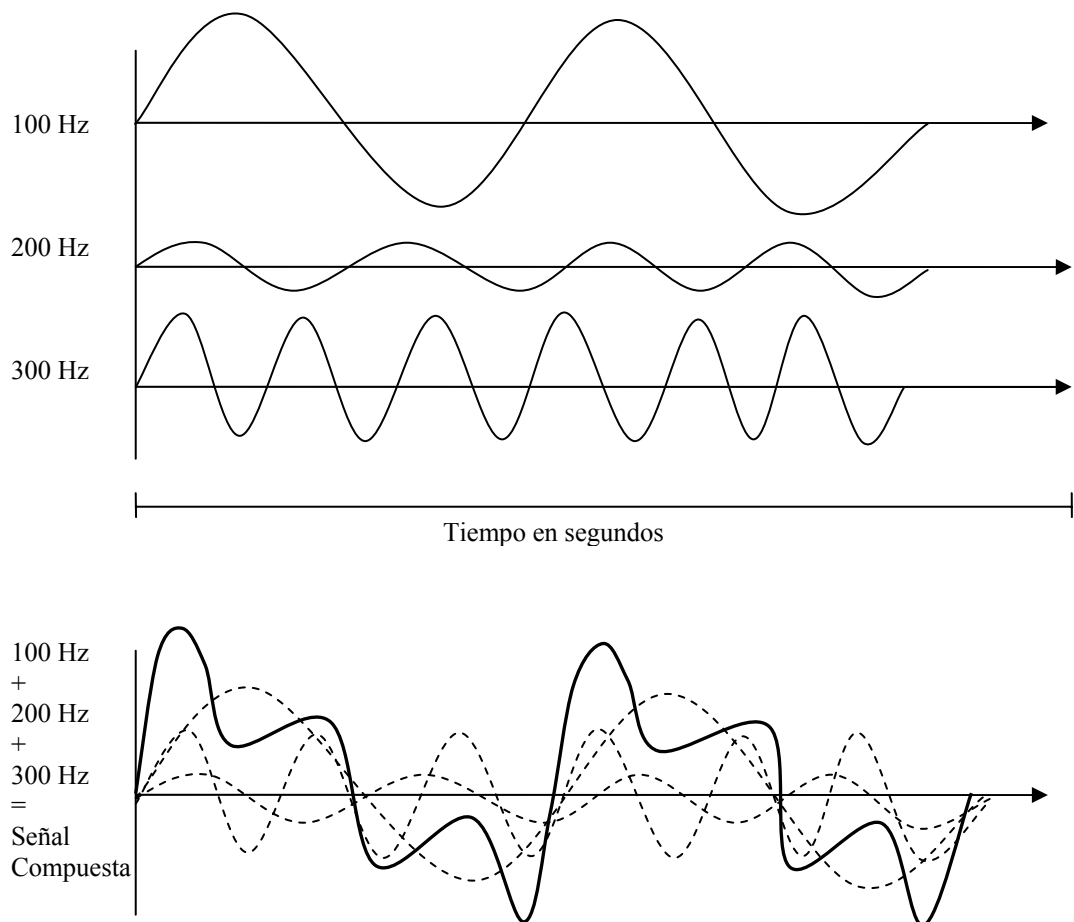 100 Hz
200 Hz
300 Hz
Tiempo en segundos
100 Hz
+
200 Hz
+
300 Hz
=
Señal
Compuesta